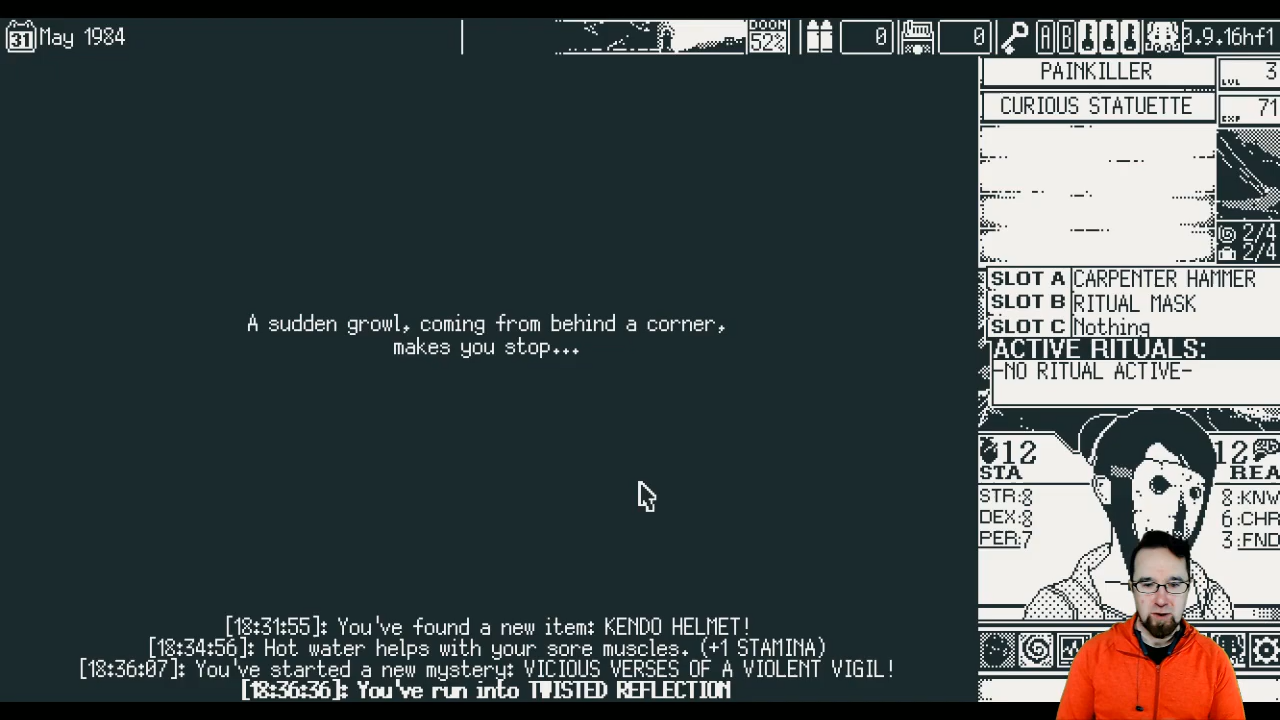 31 May 1984
DOOM
52%
0
0
A B
0.9.16hf1
PAINKILLER
LVL 3
CURIOUS STATUETTE
EXP 71
2/4
2/4
SLOT A CARPENTER HAMMER
SLOT B RITUAL MASK
SLOT C Nothing
ACTIVE RITUALS:
-NO RITUAL ACTIVE-
A sudden growl, coming from behind a corner,
makes you stop...
12 12
STA REA
STR:8 8:KNW
DEX:8 6:CHR
PER:7 3:FND
[18:31:55]: You've found a new item: KENDO HELMET!
[18:34:56]: Hot water helps with your sore muscles. (+1 STAMINA)
[18:36:07]: You've started a new mystery: VICIOUS VERSES OF A VIOLENT VIGIL!
[18:36:36]: You've run into TWISTED REFLECTION